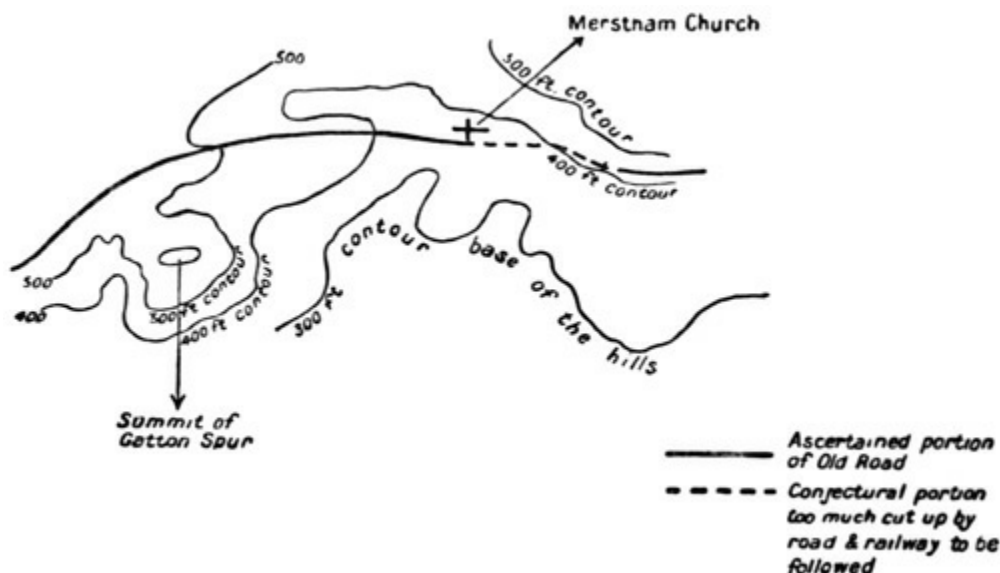 Merstnam Church
500
500 ft. contour
400 ft contour
contour base of the hills
300 ft
500
400
500 ft contour
400 ft contour
Summit of
Gatton Spur
Ascertained portion
of Old Road
Conjectural portion
too much cut up by
road & railway to be
followed